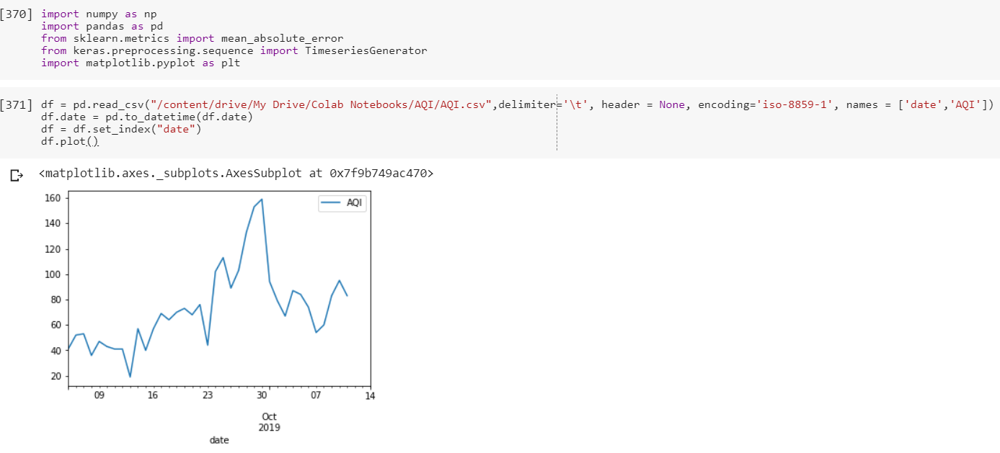 [370] import numpy as np
import pandas as pd
from sklearn.metrics import mean_absolute_error
from keras.preprocessing.sequence import TimeseriesGenerator
import matplotlib.pyplot as plt
[371] df = pd.read_csv("/content/drive/My Drive/Colab Notebooks/AQI/AQI.csv",delimiter='\t', header = None, encoding='iso-8859-1', names = ['date','AQI'])
df.date = pd.to_datetime(df.date)
df = df.set_index("date")
df.plot()
<matplotlib.axes._subplots.AxesSubplot at 0x7f9b749ac470>
AQI
160
140
120
100
80
60
40
20
09 16 23 30 07 14
Oct
2019
date